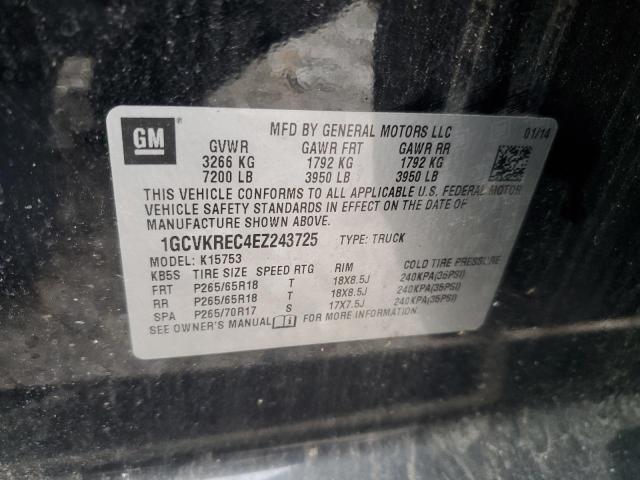 GM
MFD BY GENERAL MOTORS LLC 01/14
GVWR GAWR FRT GAWR RR
3266 KG 1792 KG 1792 KG
7200 LB 3950 LB 3950 LB
THIS VEHICLE CONFORMS TO ALL APPLICABLE U.S. FEDERAL MOTOR
VEHICLE SAFETY STANDARDS IN EFFECT ON THE DATE OF
MANUFACTURE SHOWN ABOVE.
1GCVKREC4EZ243725 TYPE: TRUCK
MODEL: K15753
KB5S TIRE SIZE SPEED RTG RIM COLD TIRE PRESSURE
FRT P265/65R18 T 18X8.5J 240KPA(35PSI)
RR P265/65R18 T 18X8.5J 240KPA(35PSI)
SPA P265/70R17 S 17X7.5J 240KPA(35PSI)
SEE OWNER'S MANUAL FOR MORE INFORMATION.